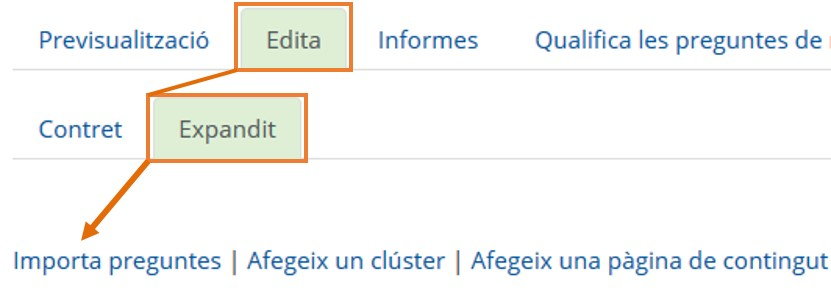 Previsualització Edita Informes Qualifica les preguntes de
Contret Expandit
Importa preguntes | Afegeix un clúster | Afegeix una pàgina de contingut